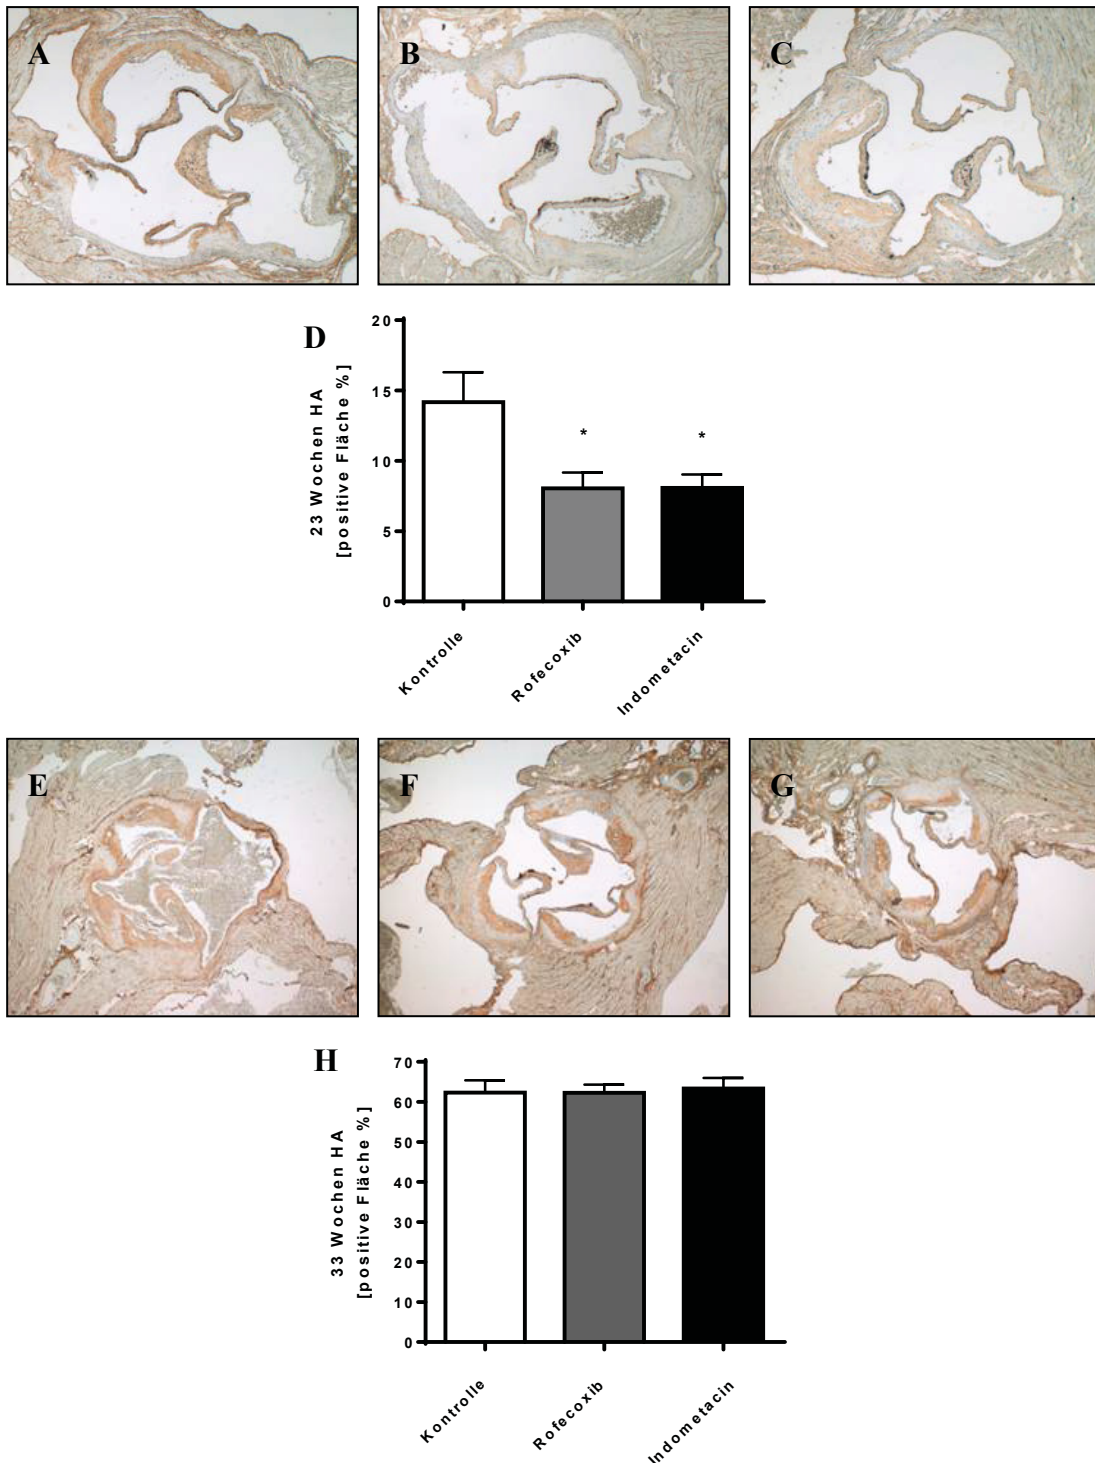 A
B
C
D
23 Wochen HA
[positive Fläche %]
20
15
10
5
0
*
*
Kontrolle
Rofecoxib
Indometacin
E
F
G
H
33 Wochen HA
[positive Fläche %]
70
60
50
40
30
20
10
0
Kontrolle
Rofecoxib
Indometacin